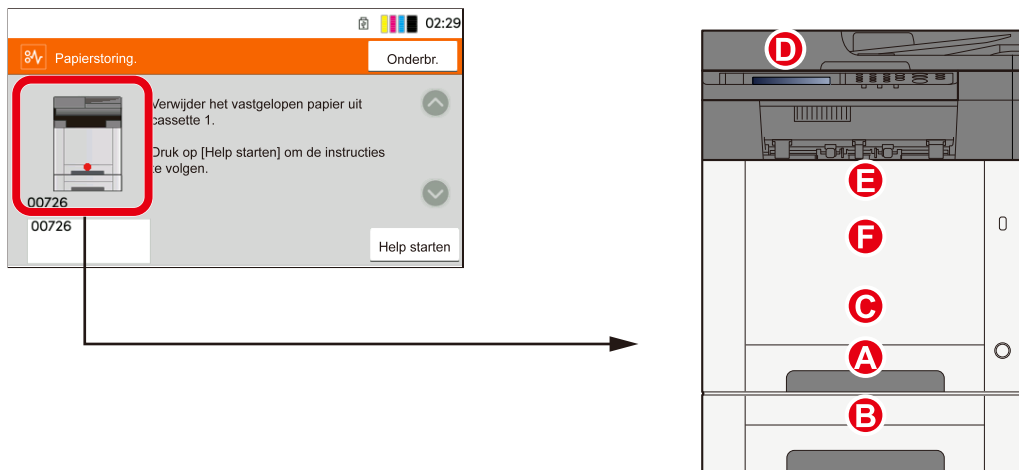 02:29
Papierstoring.
Onderbr.
Verwijder het vastgelopen papier uit
cassette 1.
Druk op [Help starten] om de instructies
te volgen.
00726
00726
Help starten
D
E
F
C
A
B